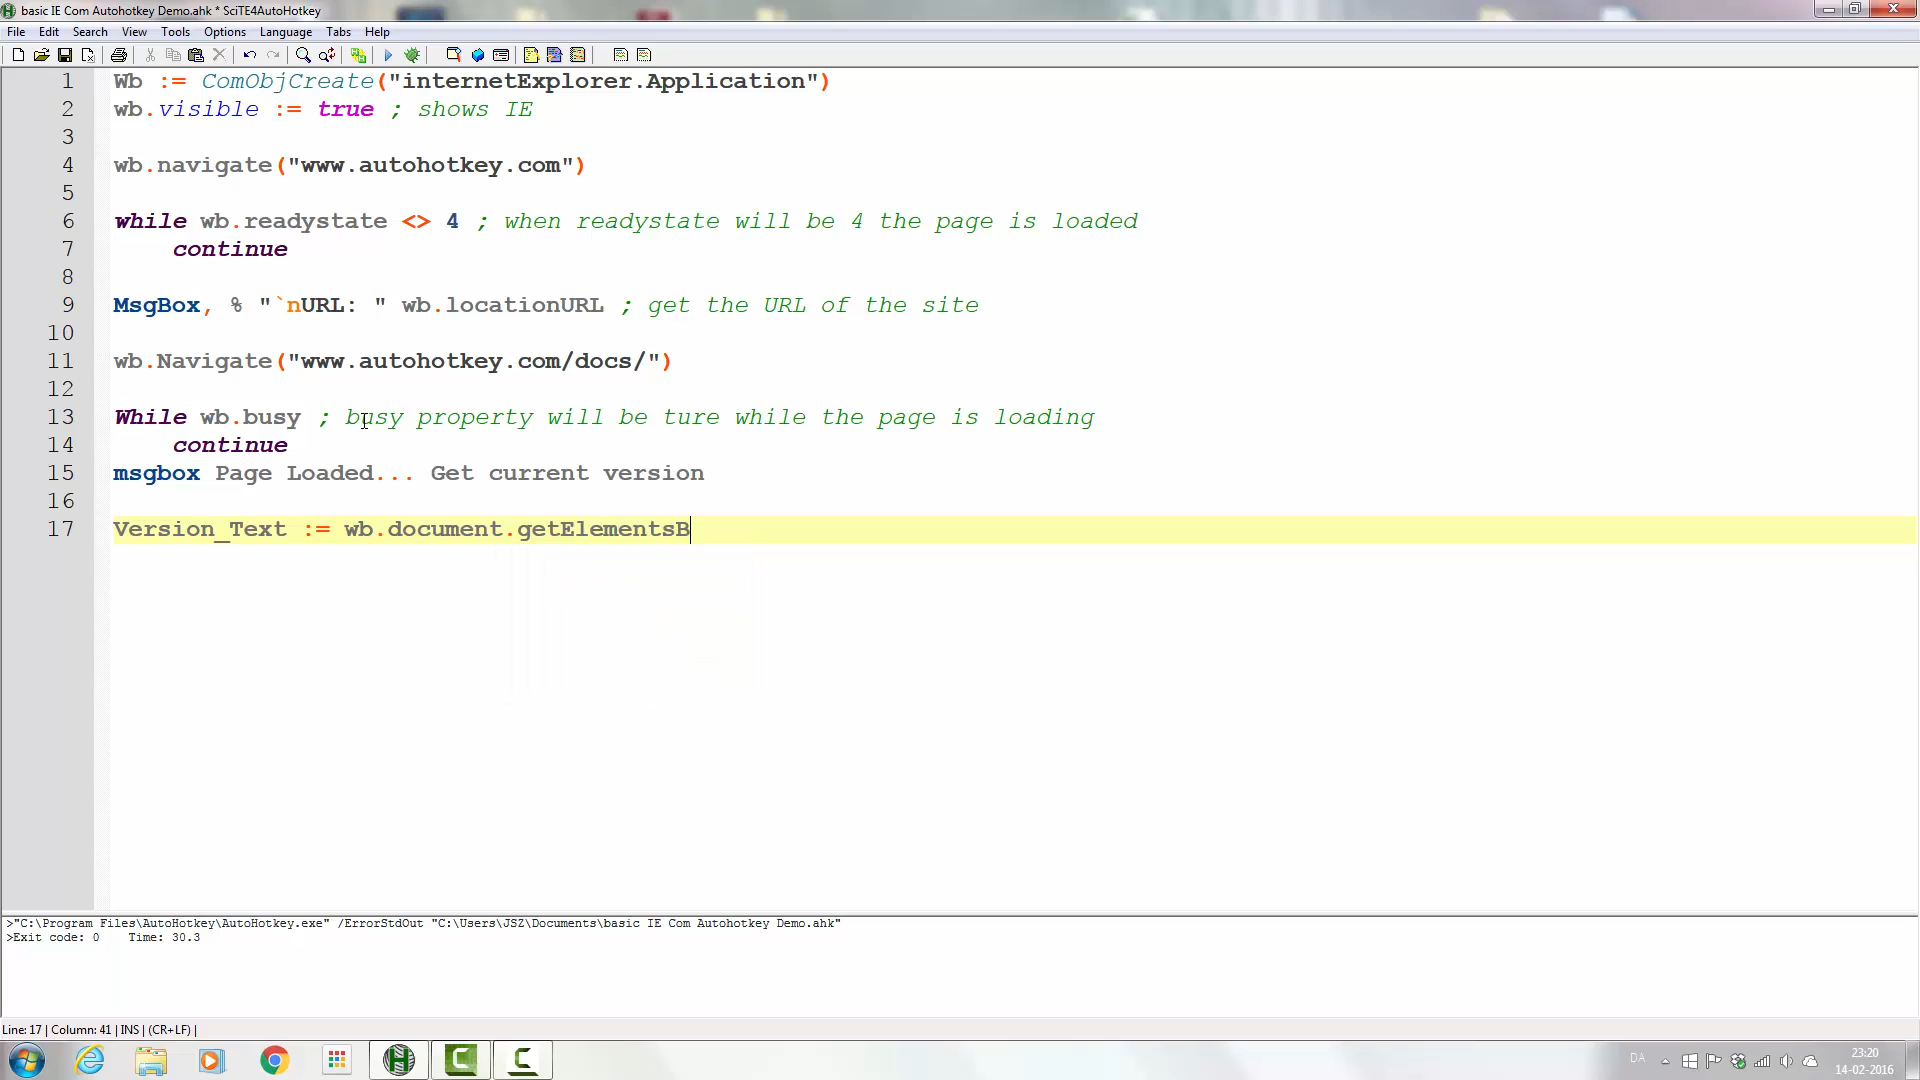 basic IE Com Autohotkey Demo.ahk * SciTE4AutoHotkey
File Edit Search View Tools Options Language Tabs Help
1 Wb := ComObjCreate("internetExplorer.Application")
2 wb.visible := true ; shows IE
3
4 wb.navigate("www.autohotkey.com")
5
6 while wb.readystate <> 4 ; when readystate will be 4 the page is loaded
7 continue
8
9 MsgBox, % "`nURL: " wb.locationURL ; get the URL of the site
10
11 wb.Navigate("www.autohotkey.com/docs/")
12
13 While wb.busy ; busy property will be ture while the page is loading
14 continue
15 msgbox Page Loaded... Get current version
16
17 Version_Text := wb.document.getElementsB
>"C:\Program Files\AutoHotkey\AutoHotkey.exe" /ErrorStdOut "C:\Users\JSZ\Documents\basic IE Com Autohotkey Demo.ahk"
>Exit code: 0 Time: 30.3
Line: 17 | Column: 41 | INS | (CR+LF) |
DA
23:20
14-02-2016